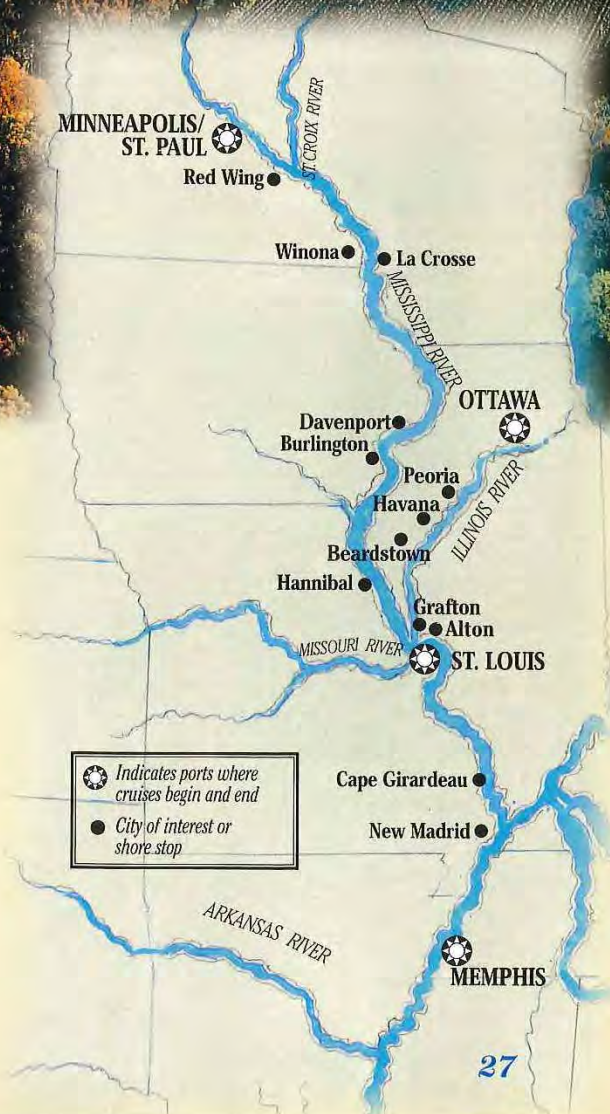 ST. CROIX RIVER
MINNEAPOLIS/
ST. PAUL
Red Wing
Winona
La Crosse
MISSISSIPPI RIVER
OTTAWA
Davenport
Burlington
Peoria
Havana
ILLINOIS RIVER
Beardstown
Hannibal
Grafton
Alton
MISSOURI RIVER
ST. LOUIS
Indicates ports where
cruises begin and end
City of interest or
shore stop
Cape Girardeau
New Madrid
ARKANSAS RIVER
MEMPHIS
27